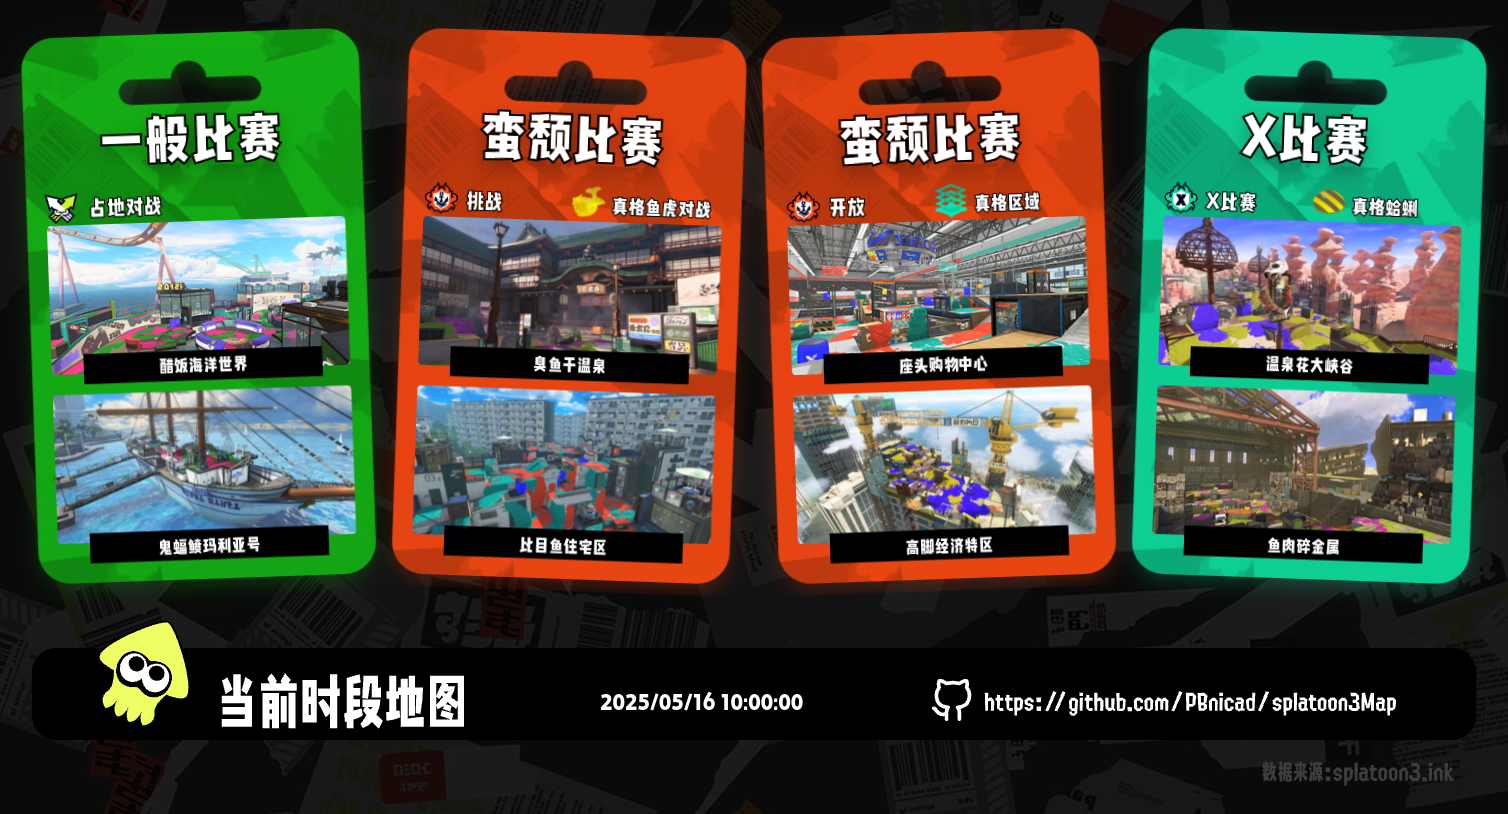 一般比赛
占地对战
醋饭海洋世界
鬼蝠鲼玛利亚号
蛮颓比赛
挑战
真格鱼虎对战
臭鱼干温泉
比目鱼住宅区
蛮颓比赛
开放
真格区域
座头购物中心
高脚经济特区
X比赛
X比赛
真格蛤蜊
温泉花大峡谷
鱼肉碎金属
当前时段地图
2025/05/16 10:00:00
https://github.com/PBnicad/splatoon3Map
数据来源:splatoon3.ink